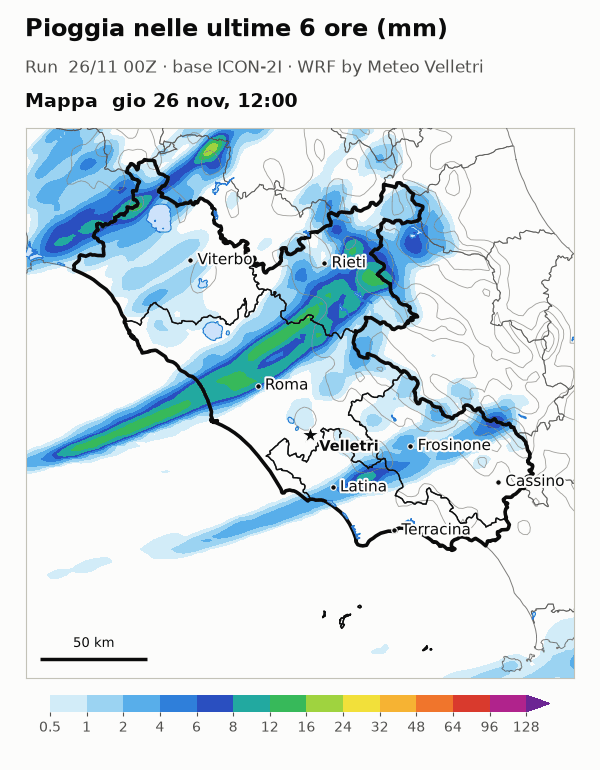 Pioggia nelle ultime 6 ore (mm)
Run  26/11 00Z · base ICON-2I · WRF by Meteo Velletri
Mappa  gio 26 nov, 12:00
Viterbo
Rieti
Roma
Velletri
Frosinone
Latina
Cassino
Terracina
50 km
0.5 1 2 4 6 8 12 16 24 32 48 64 96 128